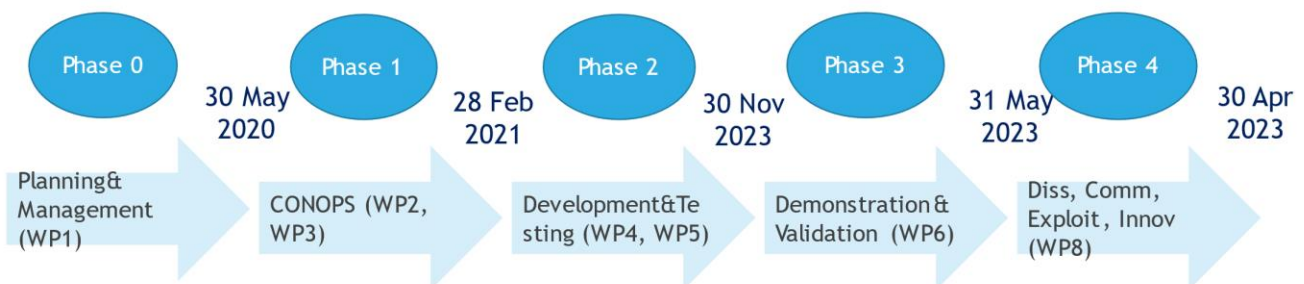 Phase 0
Phase 1
Phase 2
Phase 3
Phase 4
30 May
2020
28 Feb
2021
30 Nov
2023
31 May
2023
30 Apr
2023
Planning&
Management
(WP1)
CONOPS (WP2,
WP3)
Development&Te
sting (WP4, WP5)
Demonstration&
Validation (WP6)
Diss, Comm,
Exploit, Innov
(WP8)